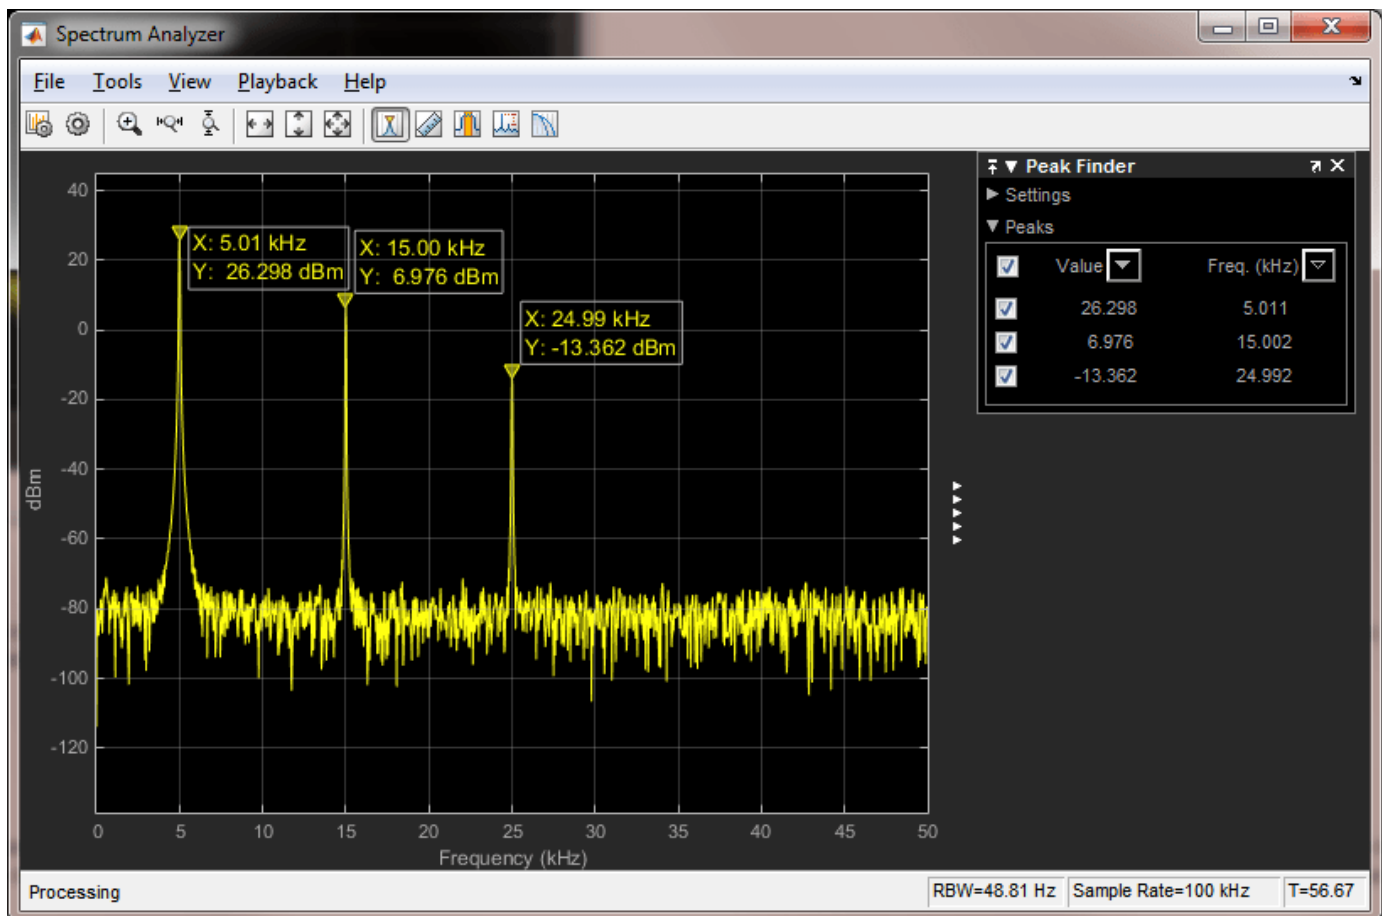 Spectrum Analyzer
File Tools View Playback Help
Peak Finder
Settings
Peaks
Value Freq. (kHz)
26.298 5.011
6.976 15.002
-13.362 24.992
X: 5.01 kHz
Y: 26.298 dBm
X: 15.00 kHz
Y: 6.976 dBm
X: 24.99 kHz
Y: -13.362 dBm
40
20
0
-20
-40
-60
-80
-100
-120
dBm
0 5 10 15 20 25 30 35 40 45 50
Frequency (kHz)
Processing RBW=48.81 Hz Sample Rate=100 kHz T=56.67